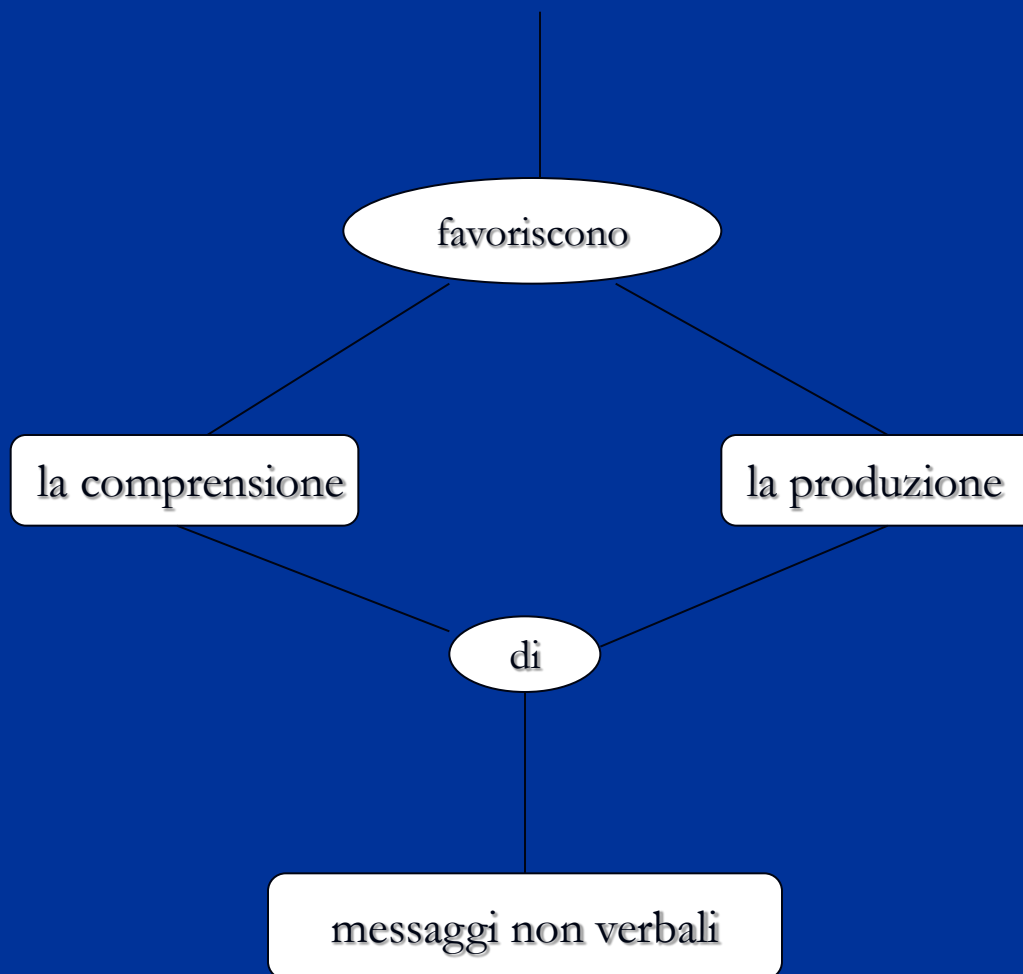 favoriscono
la comprensione
la produzione
di
messaggi non verbali